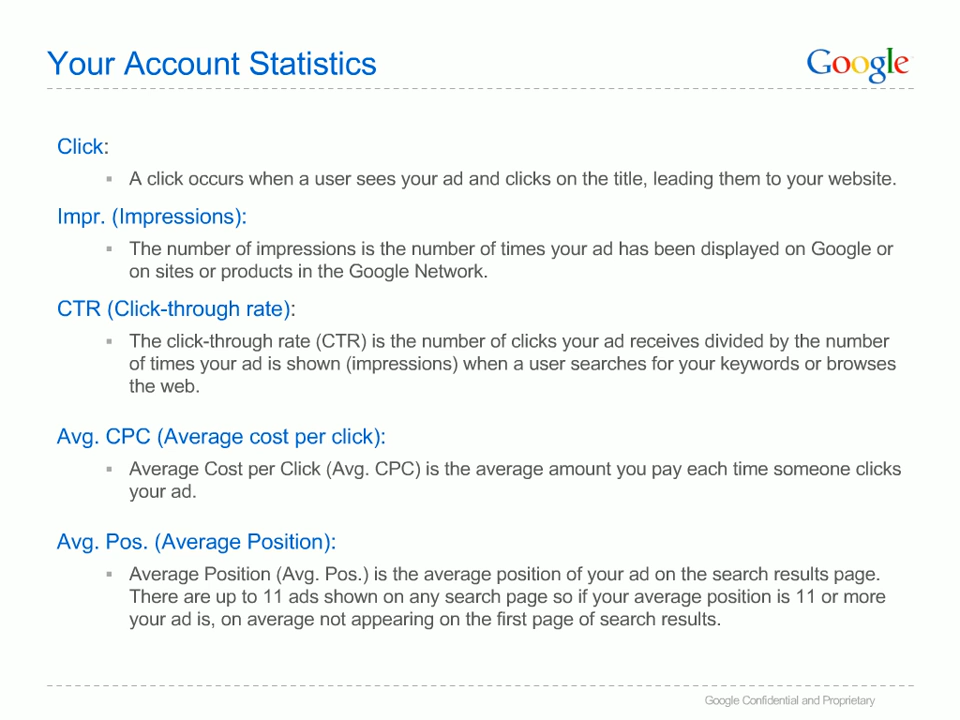 Your Account Statistics
Google
Click:
▪ A click occurs when a user sees your ad and clicks on the title, leading them to your website.
Impr. (Impressions):
▪ The number of impressions is the number of times your ad has been displayed on Google or
on sites or products in the Google Network.
CTR (Click-through rate):
▪ The click-through rate (CTR) is the number of clicks your ad receives divided by the number
of times your ad is shown (impressions) when a user searches for your keywords or browses
the web.
Avg. CPC (Average cost per click):
▪ Average Cost per Click (Avg. CPC) is the average amount you pay each time someone clicks
your ad.
Avg. Pos. (Average Position):
▪ Average Position (Avg. Pos.) is the average position of your ad on the search results page.
There are up to 11 ads shown on any search page so if your average position is 11 or more
your ad is, on average not appearing on the first page of search results.
Google Confidential and Proprietary